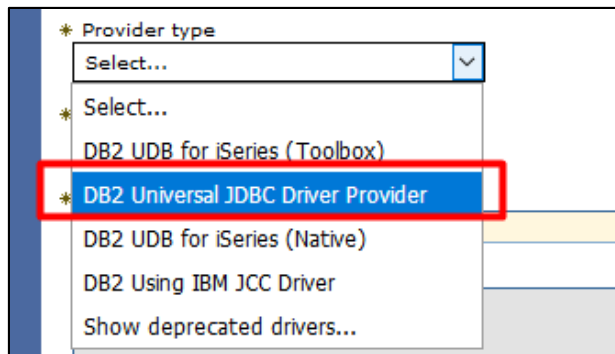 * Provider type
Select...
Select...
*
DB2 UDB for iSeries (Toolbox)
* DB2 Universal JDBC Driver Provider
DB2 UDB for iSeries (Native)
DB2 Using IBM JCC Driver
Show deprecated drivers...